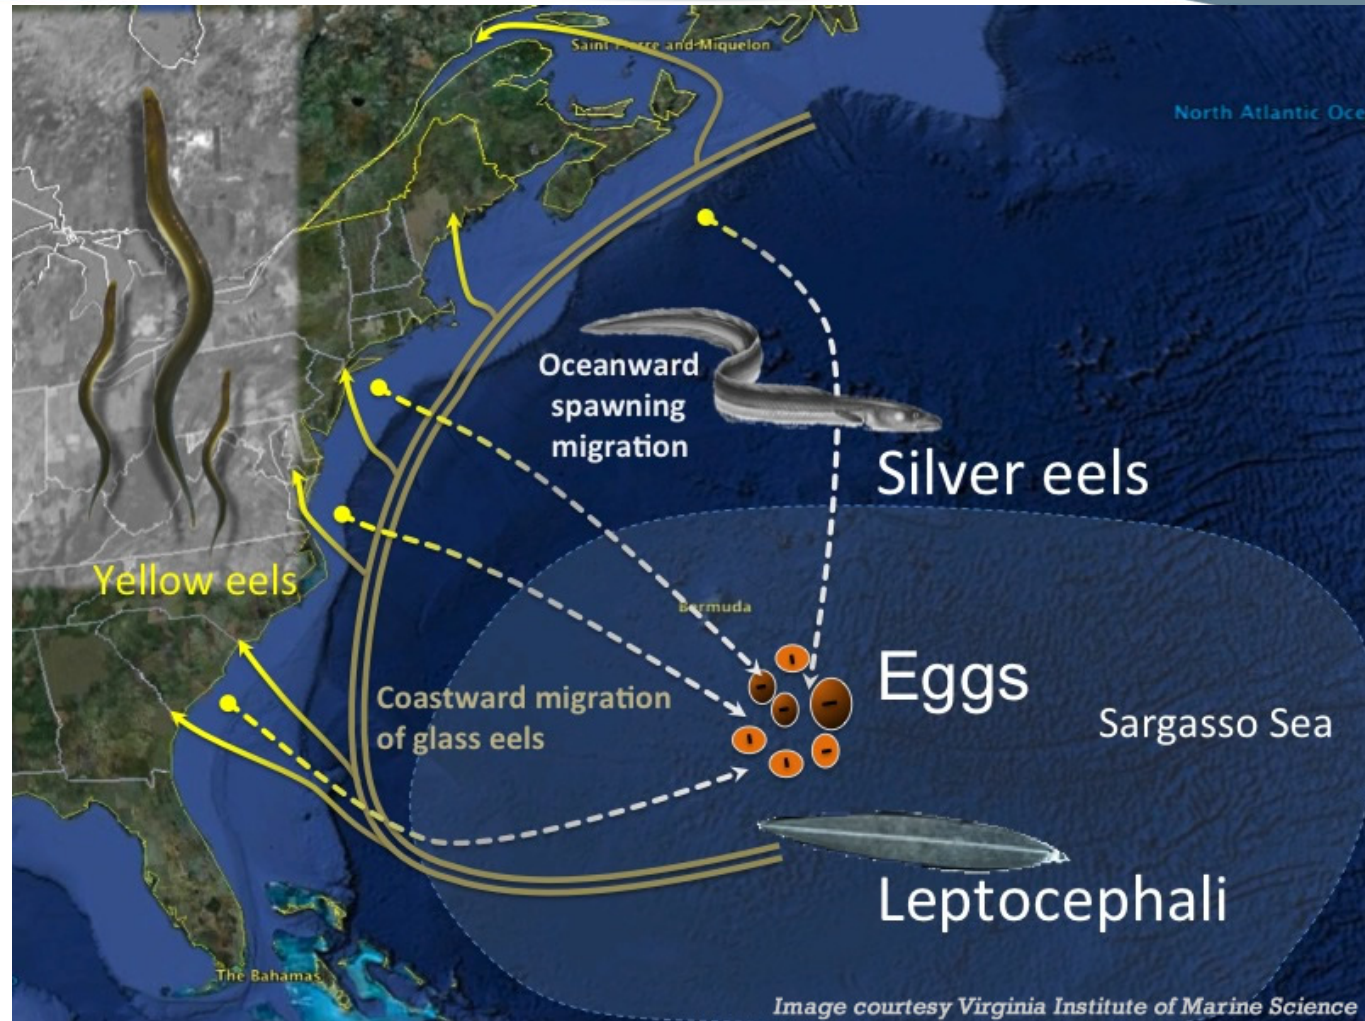 Saint Pierre and Miquelon
North Atlantic Oce
Oceanward
spawning
migration
Silver eels
Yellow eels
Bermuda
Eggs
Coastward migration
of glass eels
Sargasso Sea
Leptocephali
The Bahamas
Image courtesy Virginia Institute of Marine Science